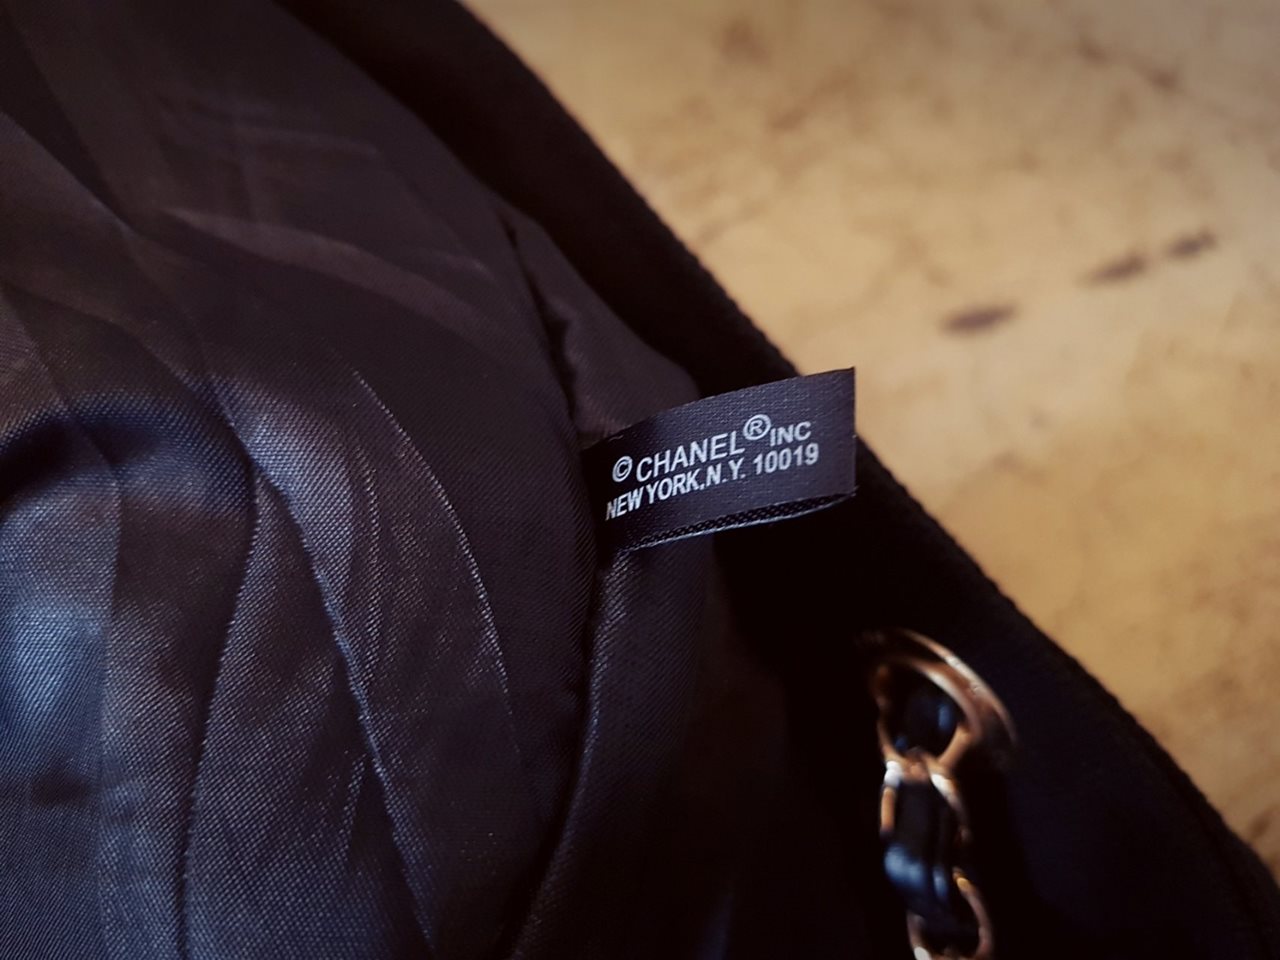 © CHANEL® INC
NEW YORK, N.Y. 10019